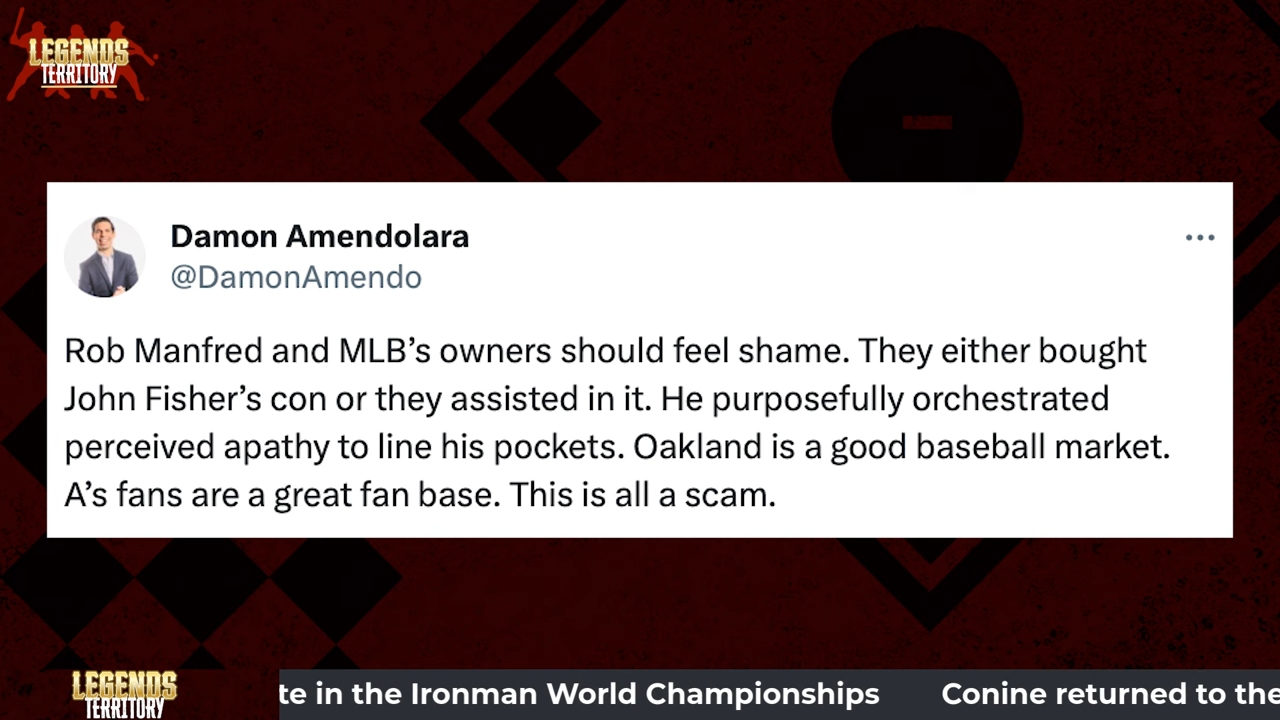 LEGENDS
TERRITORY
Damon Amendolara
@DamonAmendo
Rob Manfred and MLB’s owners should feel shame. They either bought
John Fisher’s con or they assisted in it. He purposefully orchestrated
perceived apathy to line his pockets. Oakland is a good baseball market.
A’s fans are a great fan base. This is all a scam.
LEGENDS
TERRITORY
te in the Ironman World Championships Conine returned to the